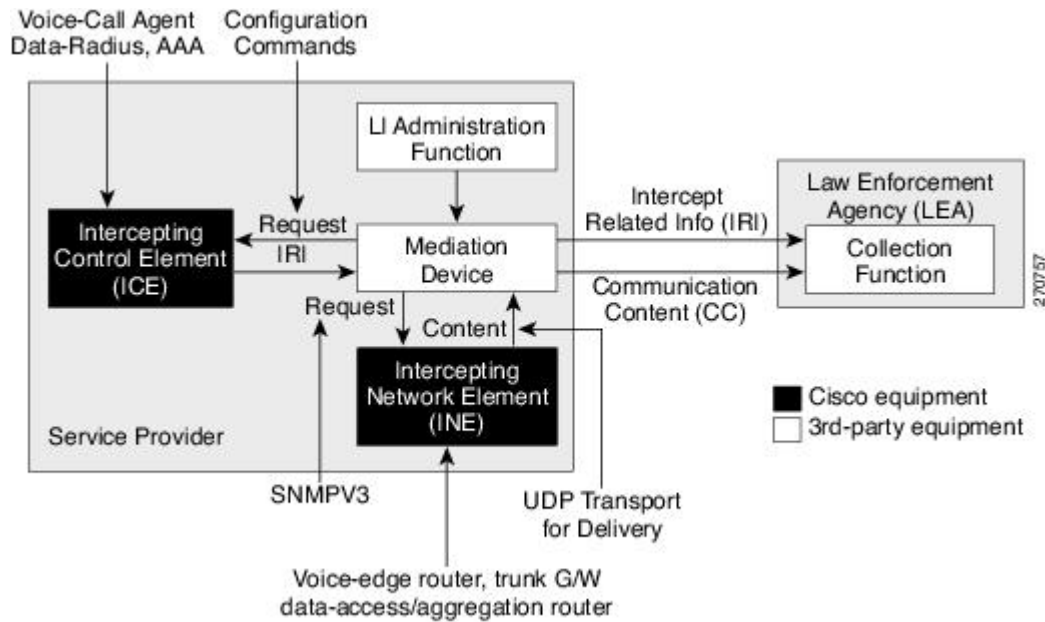 Voice-Call Agent
Data-Radius, AAA
Configuration
Commands
LI Administration
Function
Intercepting
Control Element
(ICE)
Request
IRI
Mediation
Device
Intercept
Related Info (IRI)
Communication
Content (CC)
Law Enforcement
Agency (LEA)
Collection
Function
270757
Request
Content
Intercepting
Network Element
(INE)
Service Provider
Cisco equipment
3rd-party equipment
SNMPV3
UDP Transport
for Delivery
Voice-edge router, trunk G/W
data-access/aggregation router